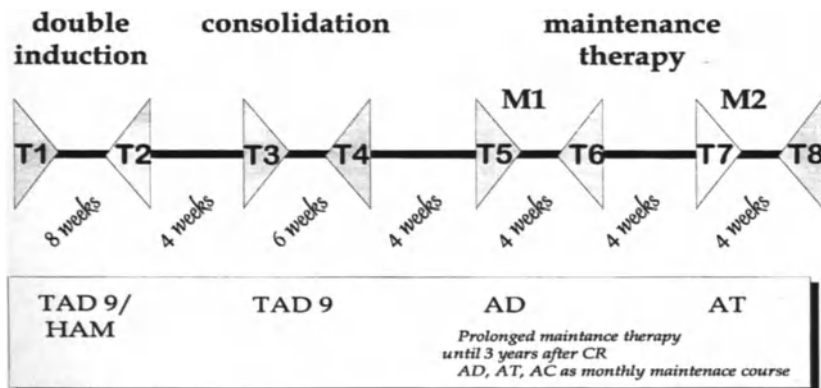 double induction
consolidation
maintenance therapy
M1
M2
T1
T2
T3
T4
T5
T6
T7
T8
8 weeks
4 weeks
6 weeks
4 weeks
4 weeks
4 weeks
4 weeks
TAD 9/
HAM
TAD 9
AD
AT
Prolonged maintance therapy
until 3 years after CR
AD, AT, AC as monthly maintenace course